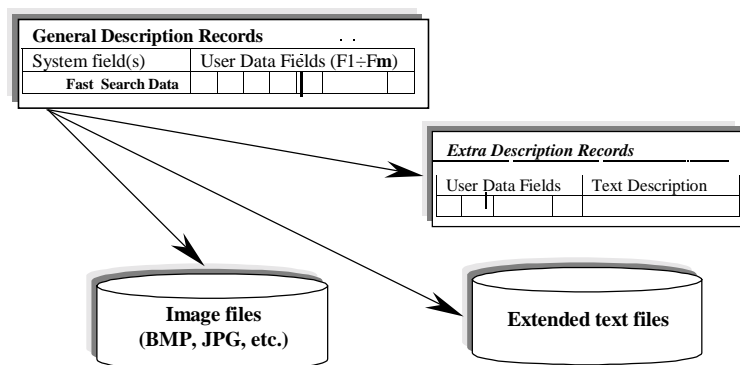 General Description Records
System field(s) User Data Fields (F1÷Fm)
Fast Search Data
Extra Description Records
User Data Fields Text Description
Image files
(BMP, JPG, etc.)
Extended text files